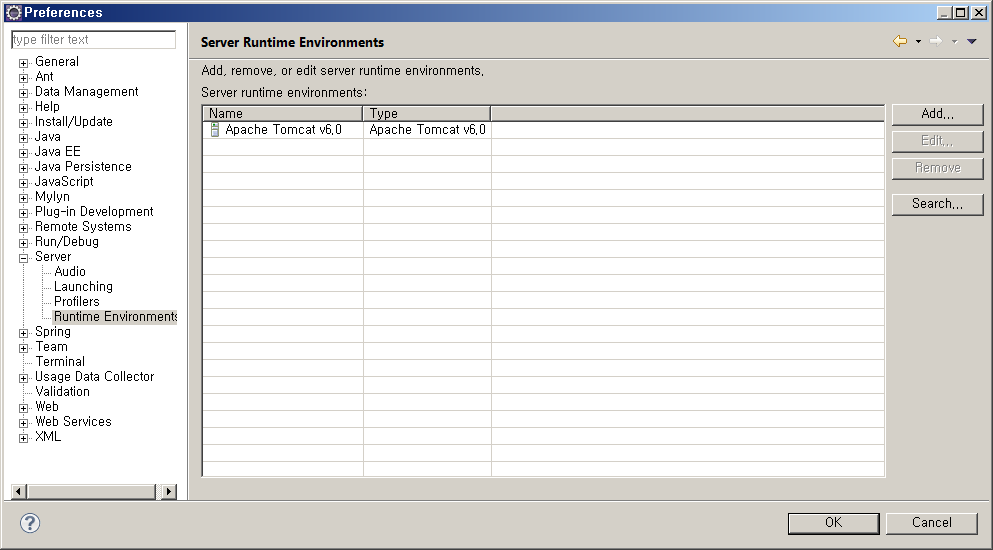 Preferences
type filter text
General
Ant
Data Management
Help
Install/Update
Java
Java EE
Java Persistence
JavaScript
Mylyn
Plug-in Development
Remote Systems
Run/Debug
Server
Audio
Launching
Profilers
Runtime Environments
Spring
Team
Terminal
Usage Data Collector
Validation
Web
Web Services
XML
Server Runtime Environments
Add, remove, or edit server runtime environments.
Server runtime environments:
Name Type
Apache Tomcat v6.0 Apache Tomcat v6.0
Add...
Edit...
Remove
Search...
?
OK Cancel